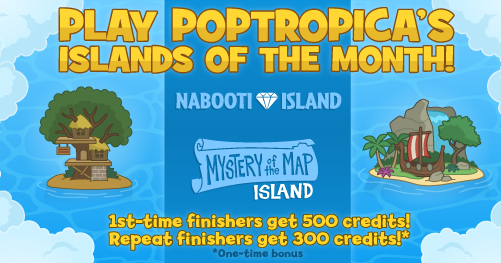 PLAY POPTROPICA'S
ISLANDS OF THE MONTH!
NABOOTI ISLAND
MYSTERY of the MAP
ISLAND
1st-time finishers get 500 credits!
Repeat finishers get 300 credits!*
*One-time bonus